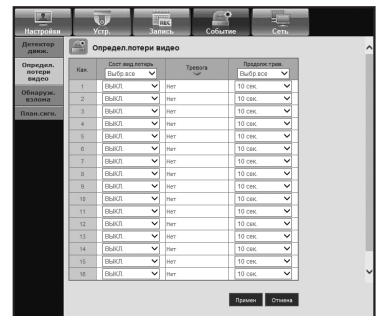 Настройки Устр. Запись Событие Сеть
REC
Детектор движ.
Определ. потери видео
Обнаруж. взлома
План.сигн.
Определ.потери видео
Кан. Сост.вид.потерь Тревога Продолж.трев.
Выбр.все Выбр.все
1 ВЫКЛ. Нет 10 сек.
2 ВЫКЛ. Нет 10 сек.
3 ВЫКЛ. Нет 10 сек.
4 ВЫКЛ. Нет 10 сек.
5 ВЫКЛ. Нет 10 сек.
6 ВЫКЛ. Нет 10 сек.
7 ВЫКЛ. Нет 10 сек.
8 ВЫКЛ. Нет 10 сек.
9 ВЫКЛ. Нет 10 сек.
10 ВЫКЛ. Нет 10 сек.
11 ВЫКЛ. Нет 10 сек.
12 ВЫКЛ. Нет 10 сек.
13 ВЫКЛ. Нет 10 сек.
14 ВЫКЛ. Нет 10 сек.
15 ВЫКЛ. Нет 10 сек.
16 ВЫКЛ. Нет 10 сек.
Примен Отмена